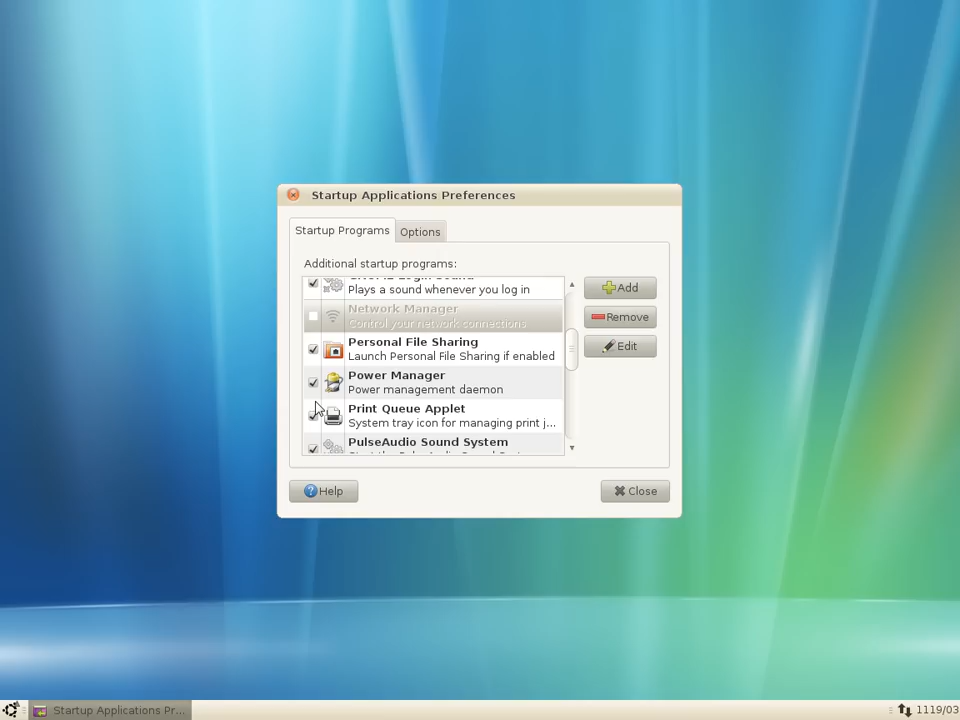 Startup Applications Preferences
Startup Programs
Options
Additional startup programs:
Plays a sound whenever you log in
Network Manager
Control your network connections
Personal File Sharing
Launch Personal File Sharing if enabled
Power Manager
Power management daemon
Print Queue Applet
System tray icon for managing print j...
PulseAudio Sound System
Add
Remove
Edit
Help
Close
Startup Applications Pr...
1119/03